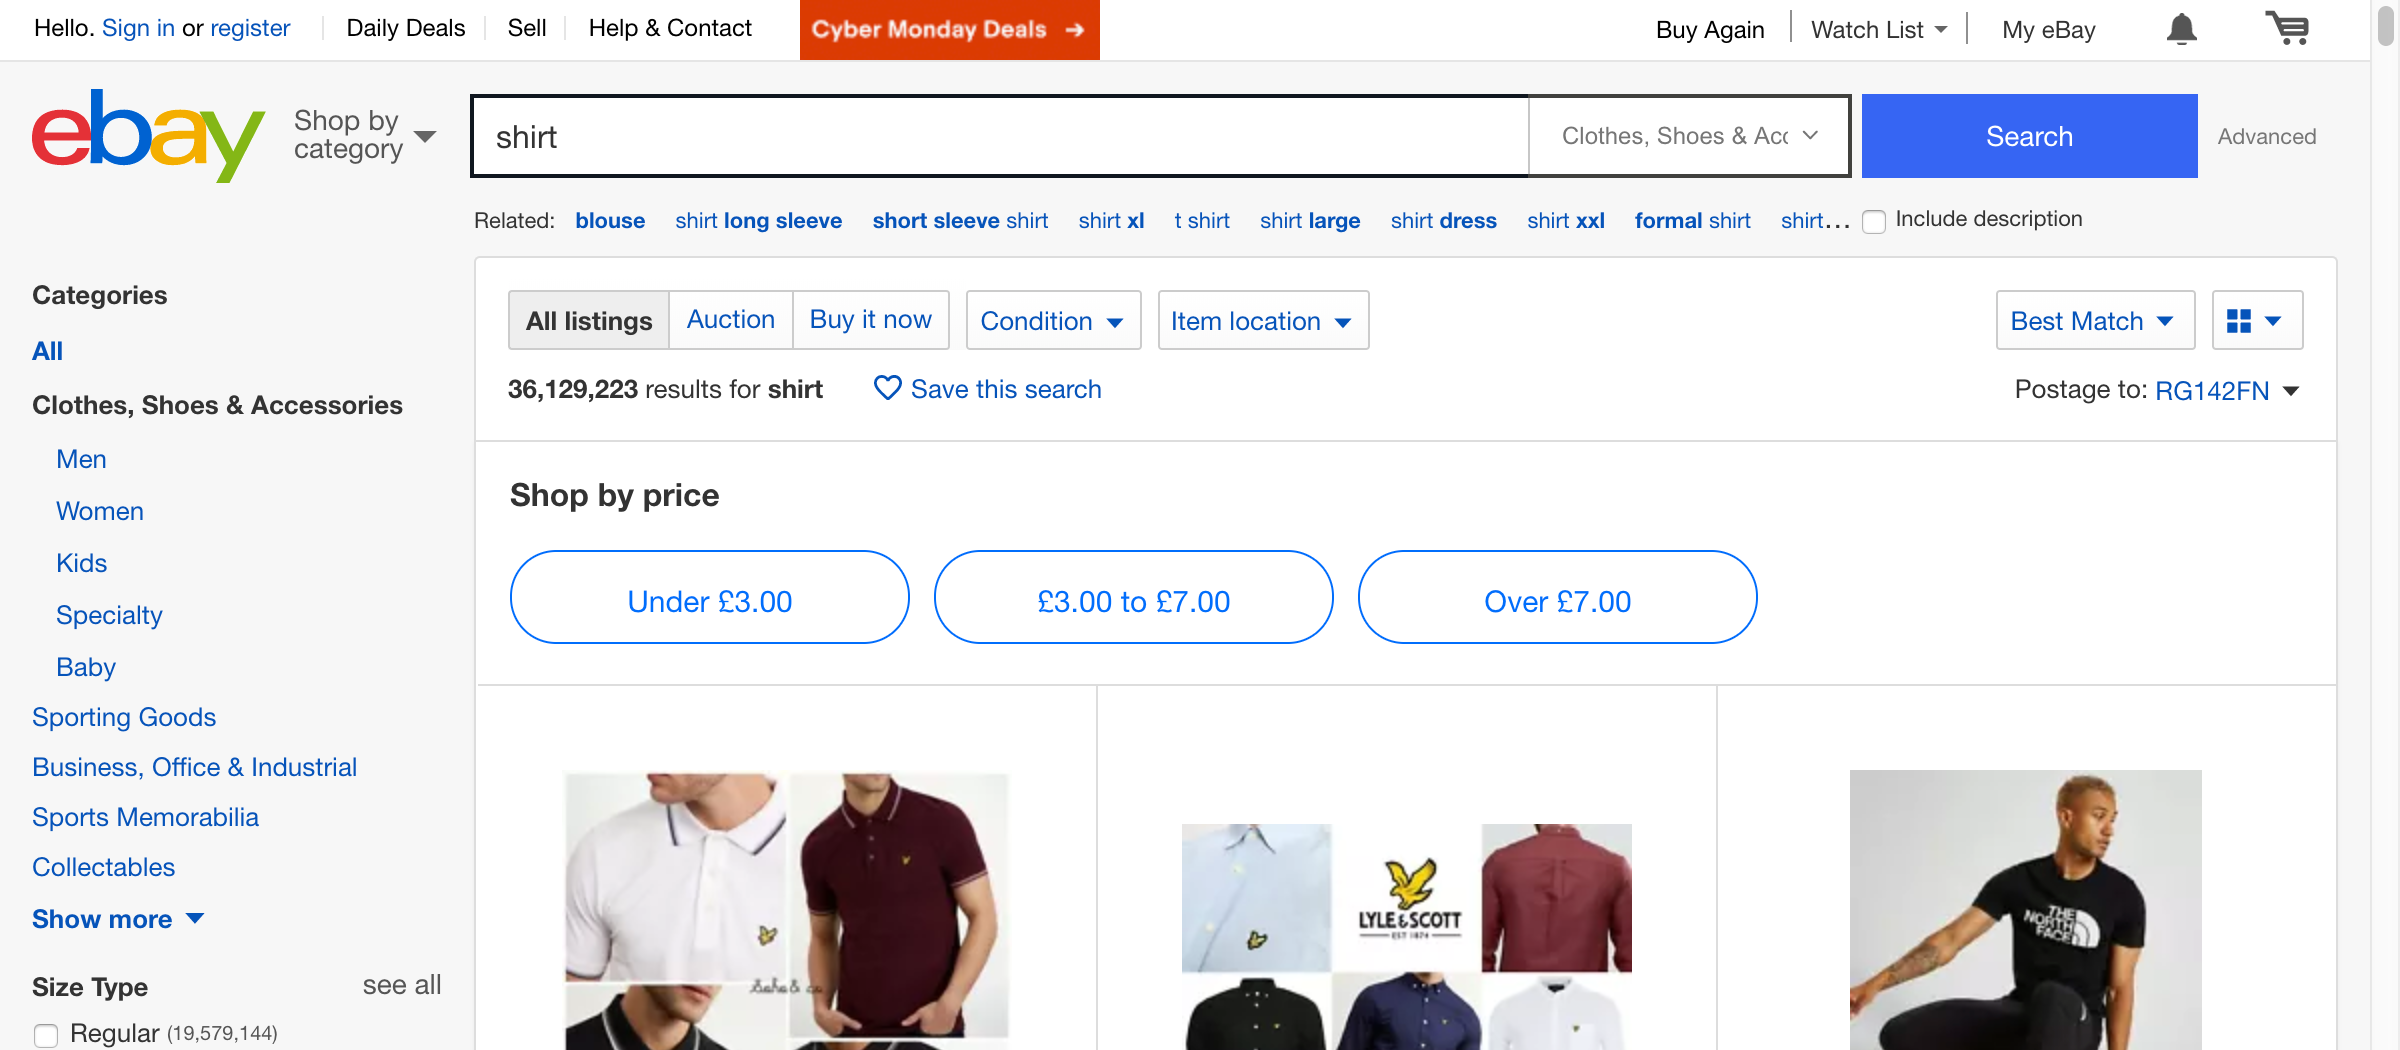 Hello. Sign in or register Daily Deals Sell Help & Contact Cyber Monday Deals → Buy Again Watch List My eBay
ebay Shop by category shirt Clothes, Shoes & Acc Search Advanced
Related: blouse shirt long sleeve short sleeve shirt shirt xl t shirt shirt large shirt dress shirt xxl formal shirt shirt... Include description
Categories
All
Clothes, Shoes & Accessories
Men
Women
Kids
Specialty
Baby
Sporting Goods
Business, Office & Industrial
Sports Memorabilia
Collectables
Show more
Size Type see all
Regular (19,579,144)
All listings Auction Buy it now Condition Item location Best Match
36,129,223 results for shirt Save this search Postage to: RG142FN
Shop by price
Under £3.00 £3.00 to £7.00 Over £7.00
Soho & co
LYLE & SCOTT
EST 1874
THE
NORTH
FACE